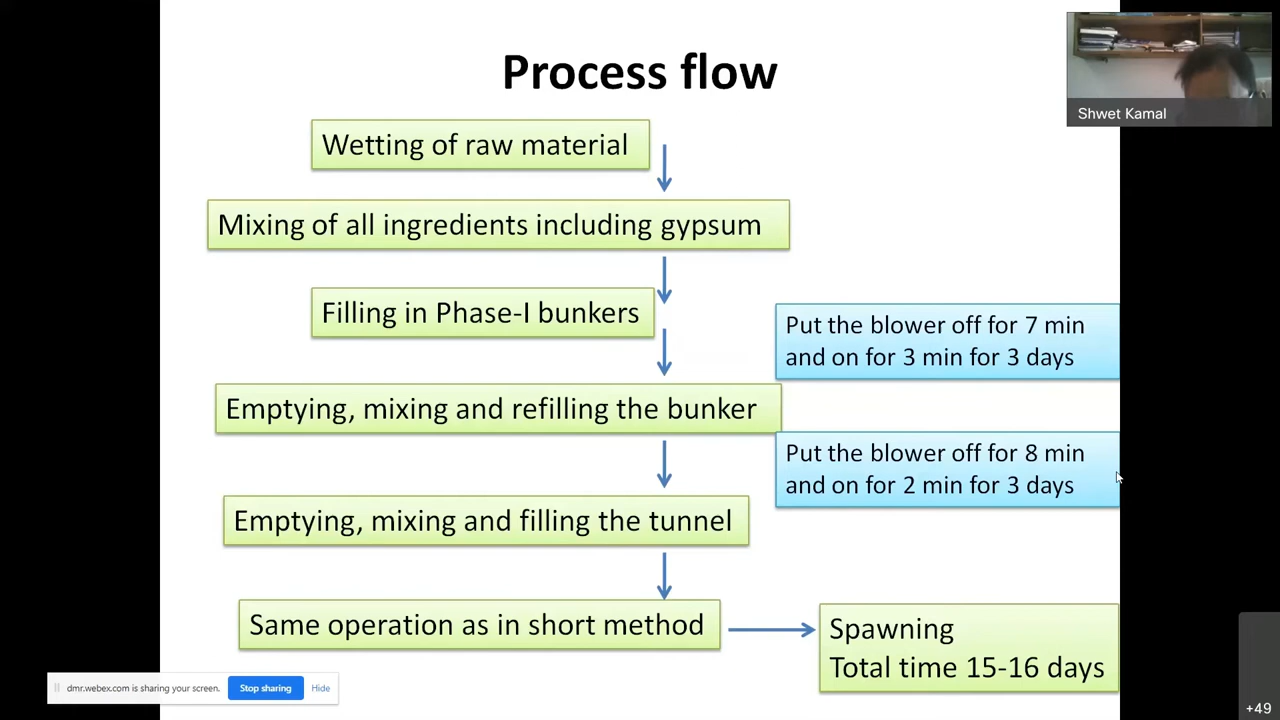 Process flow
Shwet Kamal
Wetting of raw material
Mixing of all ingredients including gypsum
Filling in Phase-I bunkers
Put the blower off for 7 min
and on for 3 min for 3 days
Emptying, mixing and refilling the bunker
Put the blower off for 8 min
and on for 2 min for 3 days
Emptying, mixing and filling the tunnel
Same operation as in short method
Spawning
Total time 15-16 days
dmr.webex.com is sharing your screen.
Stop sharing
Hide
+49